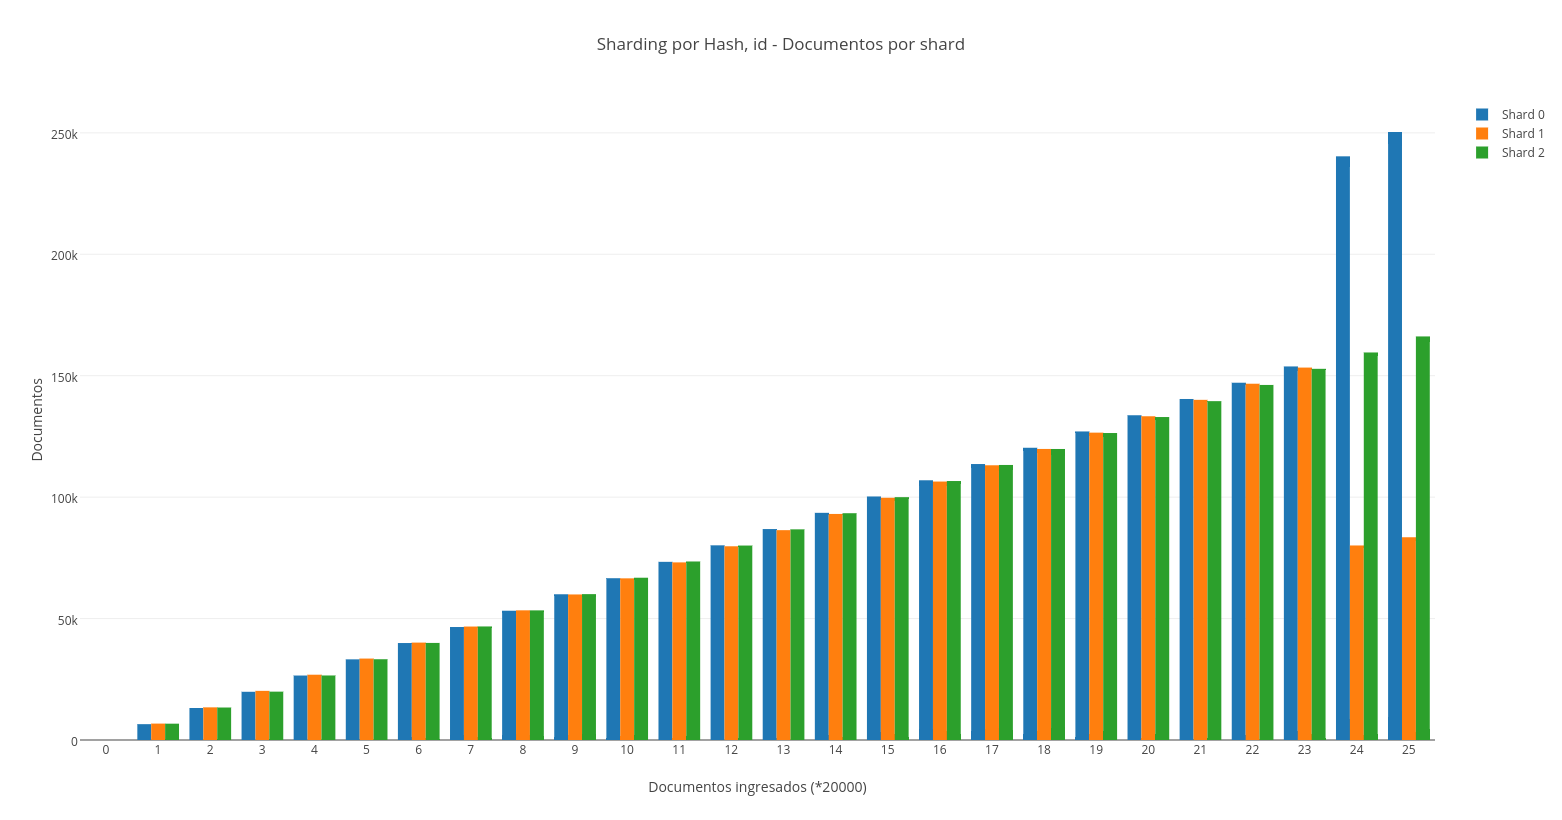 Sharding por Hash, id - Documentos por shard
Shard 0
Shard 1
Shard 2
Documentos
250k
200k
150k
100k
50k
0
0 1 2 3 4 5 6 7 8 9 10 11 12 13 14 15 16 17 18 19 20 21 22 23 24 25
Documentos ingresados (*20000)